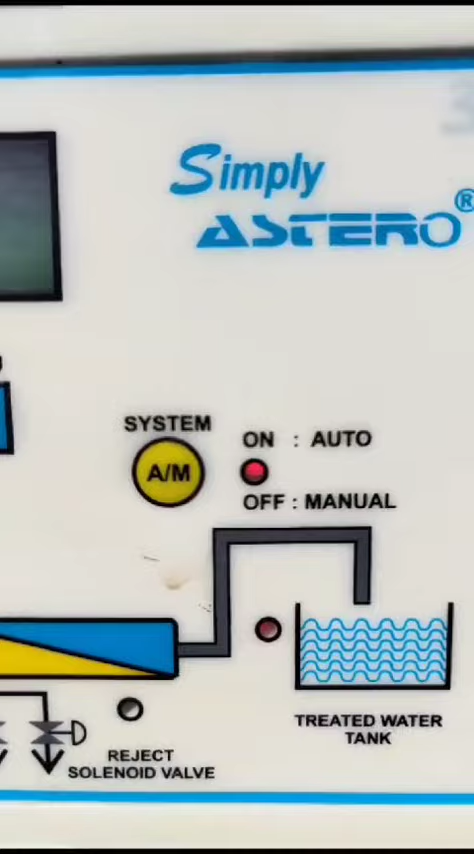 Simply
ASTERO®
SYSTEM
A/M
ON : AUTO
OFF : MANUAL
TREATED WATER
TANK
REJECT
SOLENOID VALVE